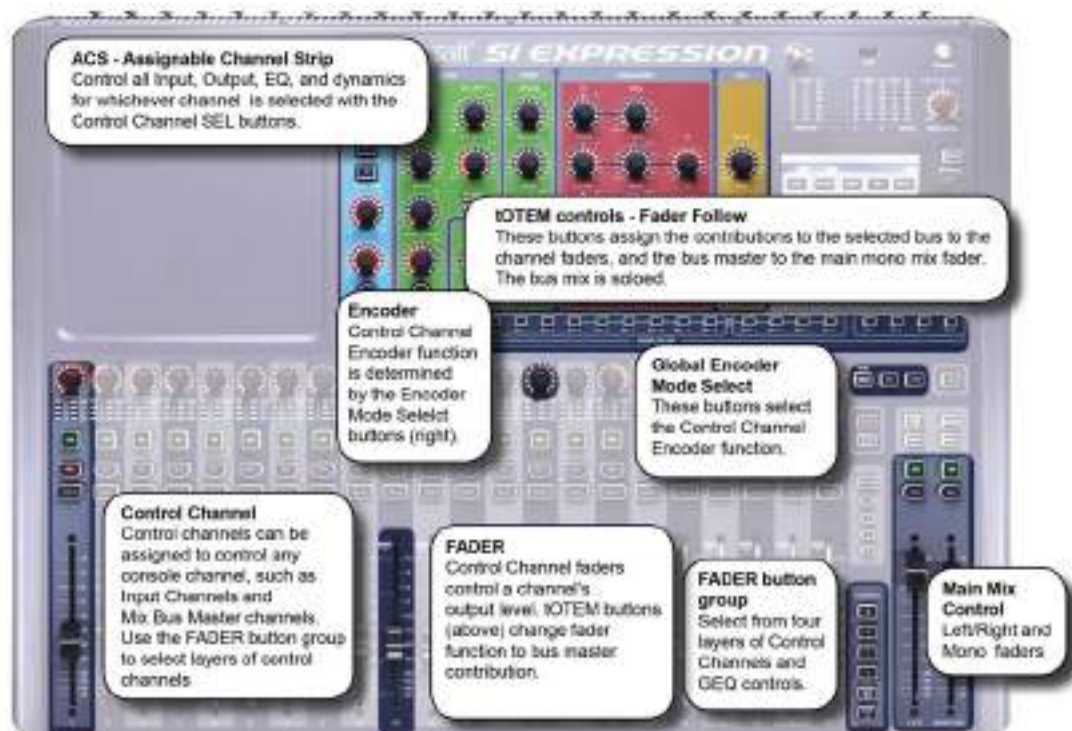 ACS - Assignable Channel Strip
Control all Input, Output, EQ, and dynamics
for whichever channel is selected with the
Control Channel SEL buttons.
SI EXPRESSION
tOTEM controls - Fader Follow
These buttons assign the contributions to the selected bus to the
channel faders, and the bus master to the main mono mix fader.
The bus mix is soloed.
Encoder
Control Channel
Encoder function
is determined
by the Encoder
Mode Selelct
buttons (right).
Global Encoder
Mode Select
These buttons select
the Control Channel
Encoder function.
Control Channel
Control channels can be
assigned to control any
console channel, such as
Input Channels and
Mix Bus Master channels.
Use the FADER button group
to select layers of control
channels
FADER
Control Channel faders
control a channel's
output level. tOTEM buttons
(above) change fader
function to bus master
contribution.
FADER button
group
Select from four
layers of Control
Channels and
GEQ controls.
Main Mix
Control
Left/Right and
Mono faders